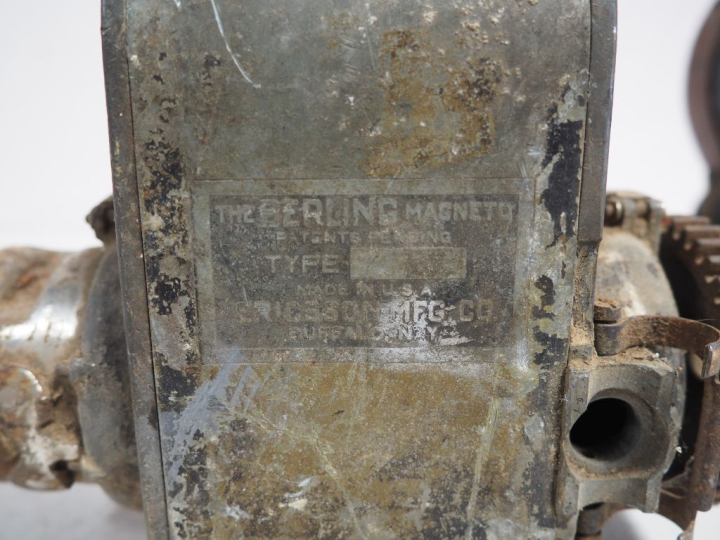 THE BERLING MAGNETO
PATENTS PENDING
TYPE
MADE IN U.S.A.
ERICSSON MFG. CO.
BUFFALO, N.Y.